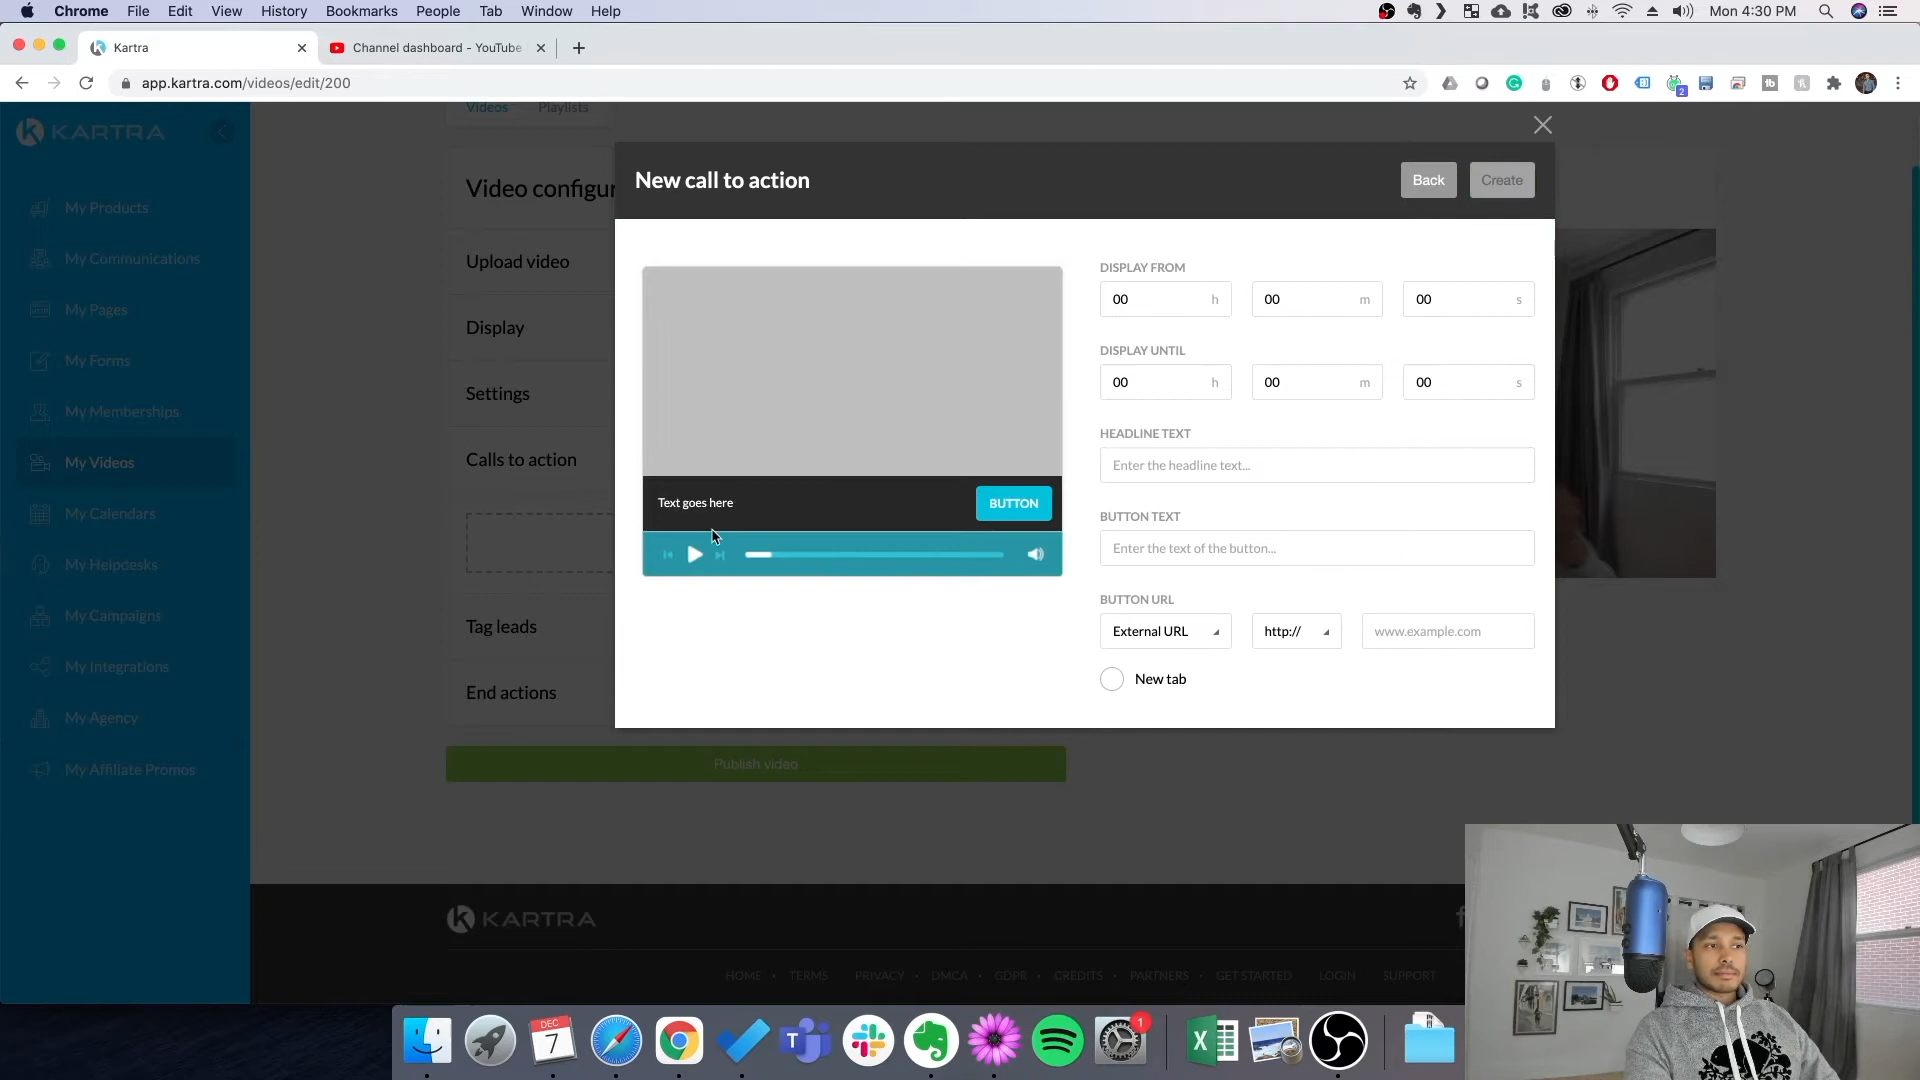 Chrome File Edit View History Bookmarks People Tab Window Help
Mon 4:30 PM
Kartra
Channel dashboard - YouTube
app.kartra.com/videos/edit/200
2
KARTRA
My Products
My Communications
My Pages
My Forms
My Memberships
My Videos
My Calendars
My Helpdesks
My Campaigns
My Integrations
My Agency
My Affiliate Promos
Videos Playlists
Video configur
Upload video
Display
Settings
Calls to action
Tag leads
End actions
Publish video
New call to action
Back Create
Text goes here
BUTTON
DISPLAY FROM
00 h 00 m 00 s
DISPLAY UNTIL
00 h 00 m 00 s
HEADLINE TEXT
Enter the headline text...
BUTTON TEXT
Enter the text of the button...
BUTTON URL
External URL http:// www.example.com
New tab
KARTRA
HOME • TERMS PRIVACY • DMCA • GDPR • CREDITS • PARTNERS • GET STARTED LOGIN SUPPORT
DEC
7
1